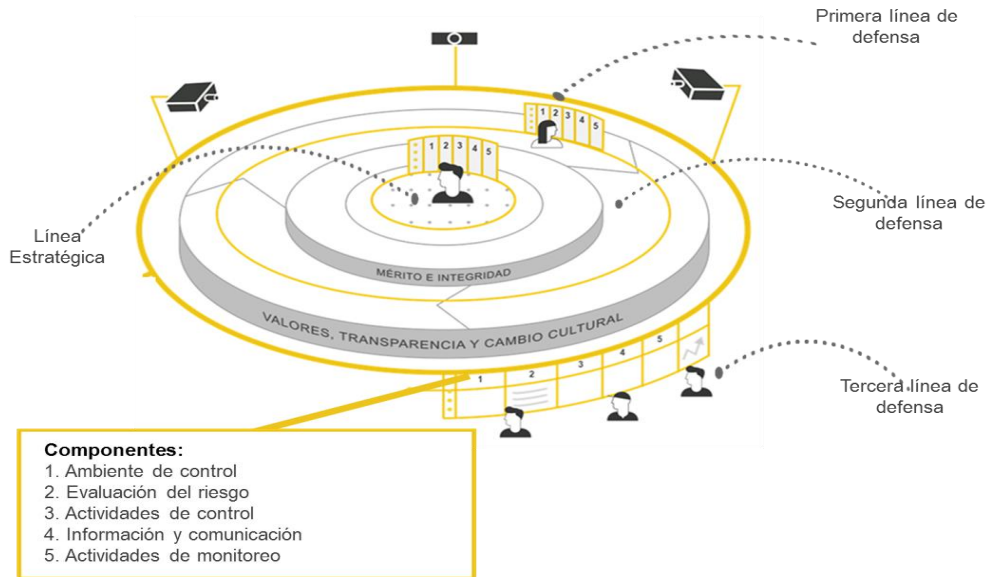 Primera línea de
defensa
1 2 3 4 5
1 2 3 4 5
Segunda línea de
defensa
Línea
Estratégica
MÉRITO E INTEGRIDAD
VALORES, TRANSPARENCIA Y CAMBIO CULTURAL
1 2 3 4 5
Tercera línea de
defensa
Componentes:
1. Ambiente de control
2. Evaluación del riesgo
3. Actividades de control
4. Información y comunicación
5. Actividades de monitoreo